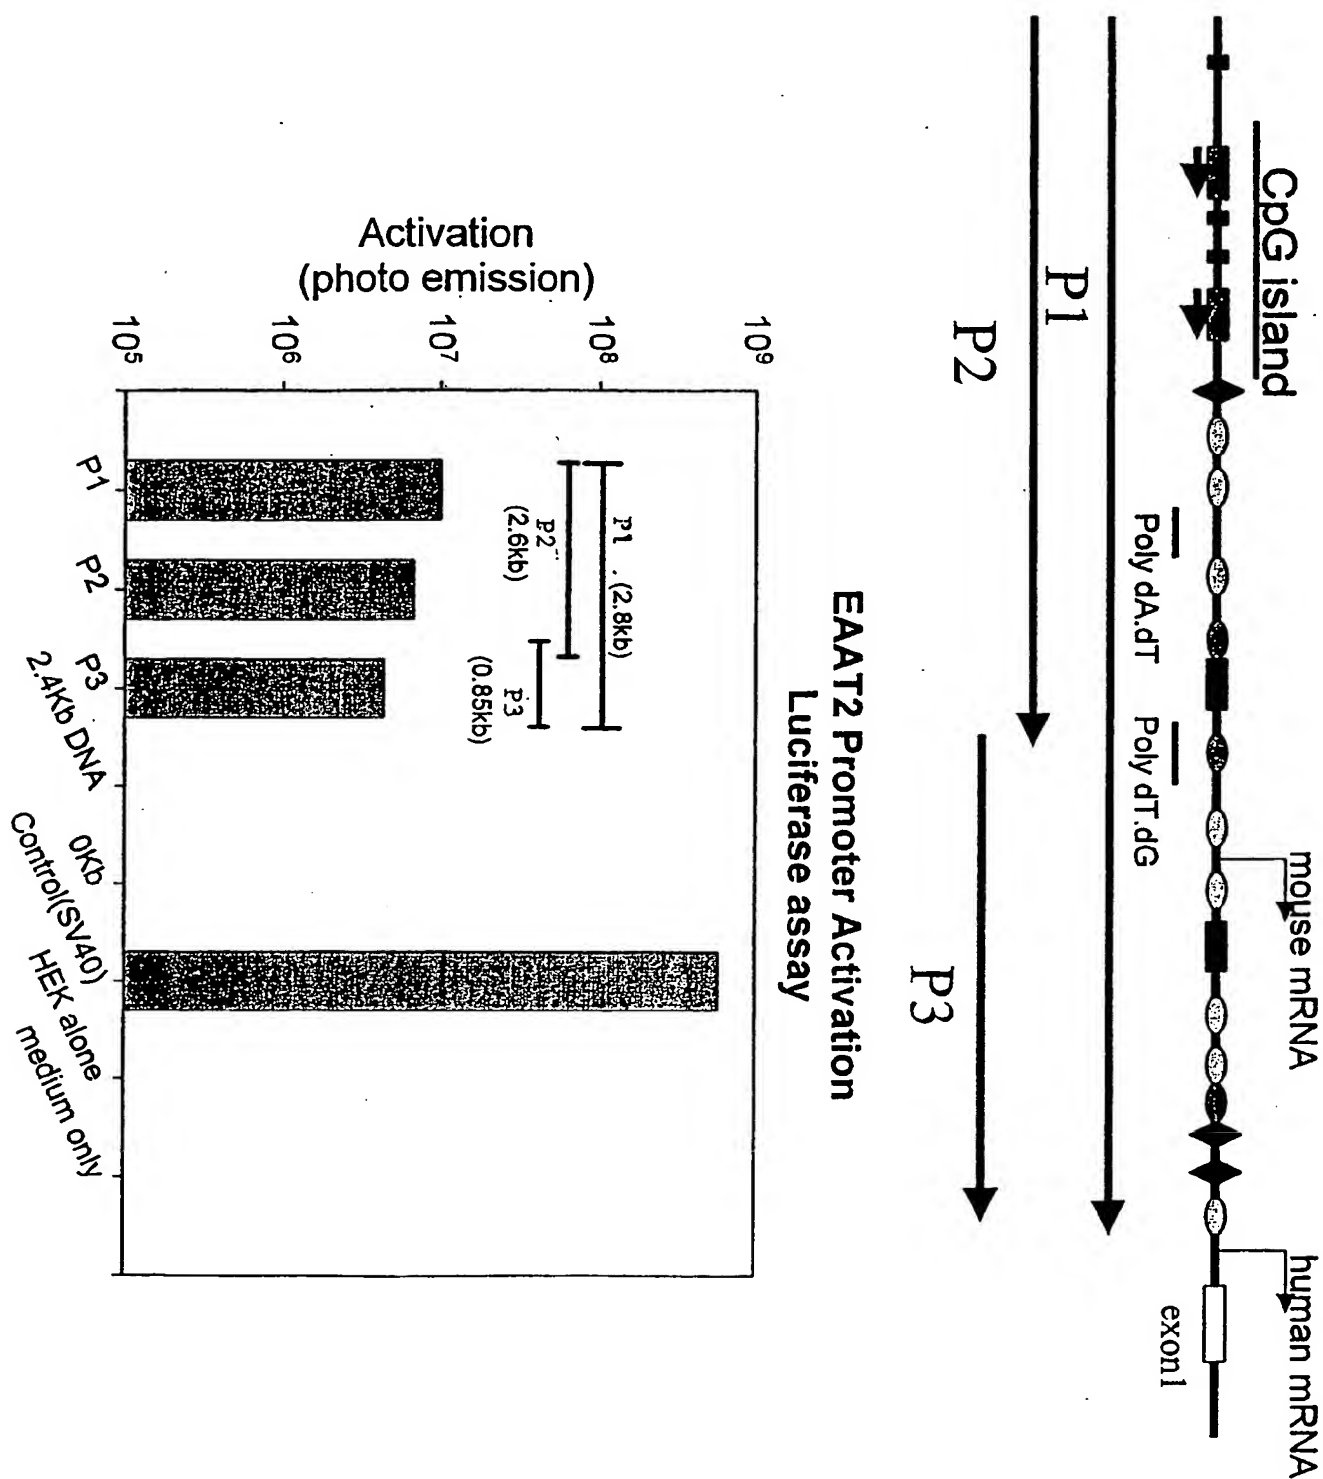 CpG island
Poly dA.dT
Poly dT.dG
mouse mRNA
human mRNA
exon1
P1
P2
P3
EAAT2 Promoter Activation
Luciferase assay
Activation
(photo emission)
10⁹
10⁸
10⁷
10⁶
10⁵
P1 (2.8kb)
P2
(2.6kb)
P3
(0.85kb)
P1
P2
P3
2.4Kb DNA
0Kb
Control(SV40)
HEK alone
medium only